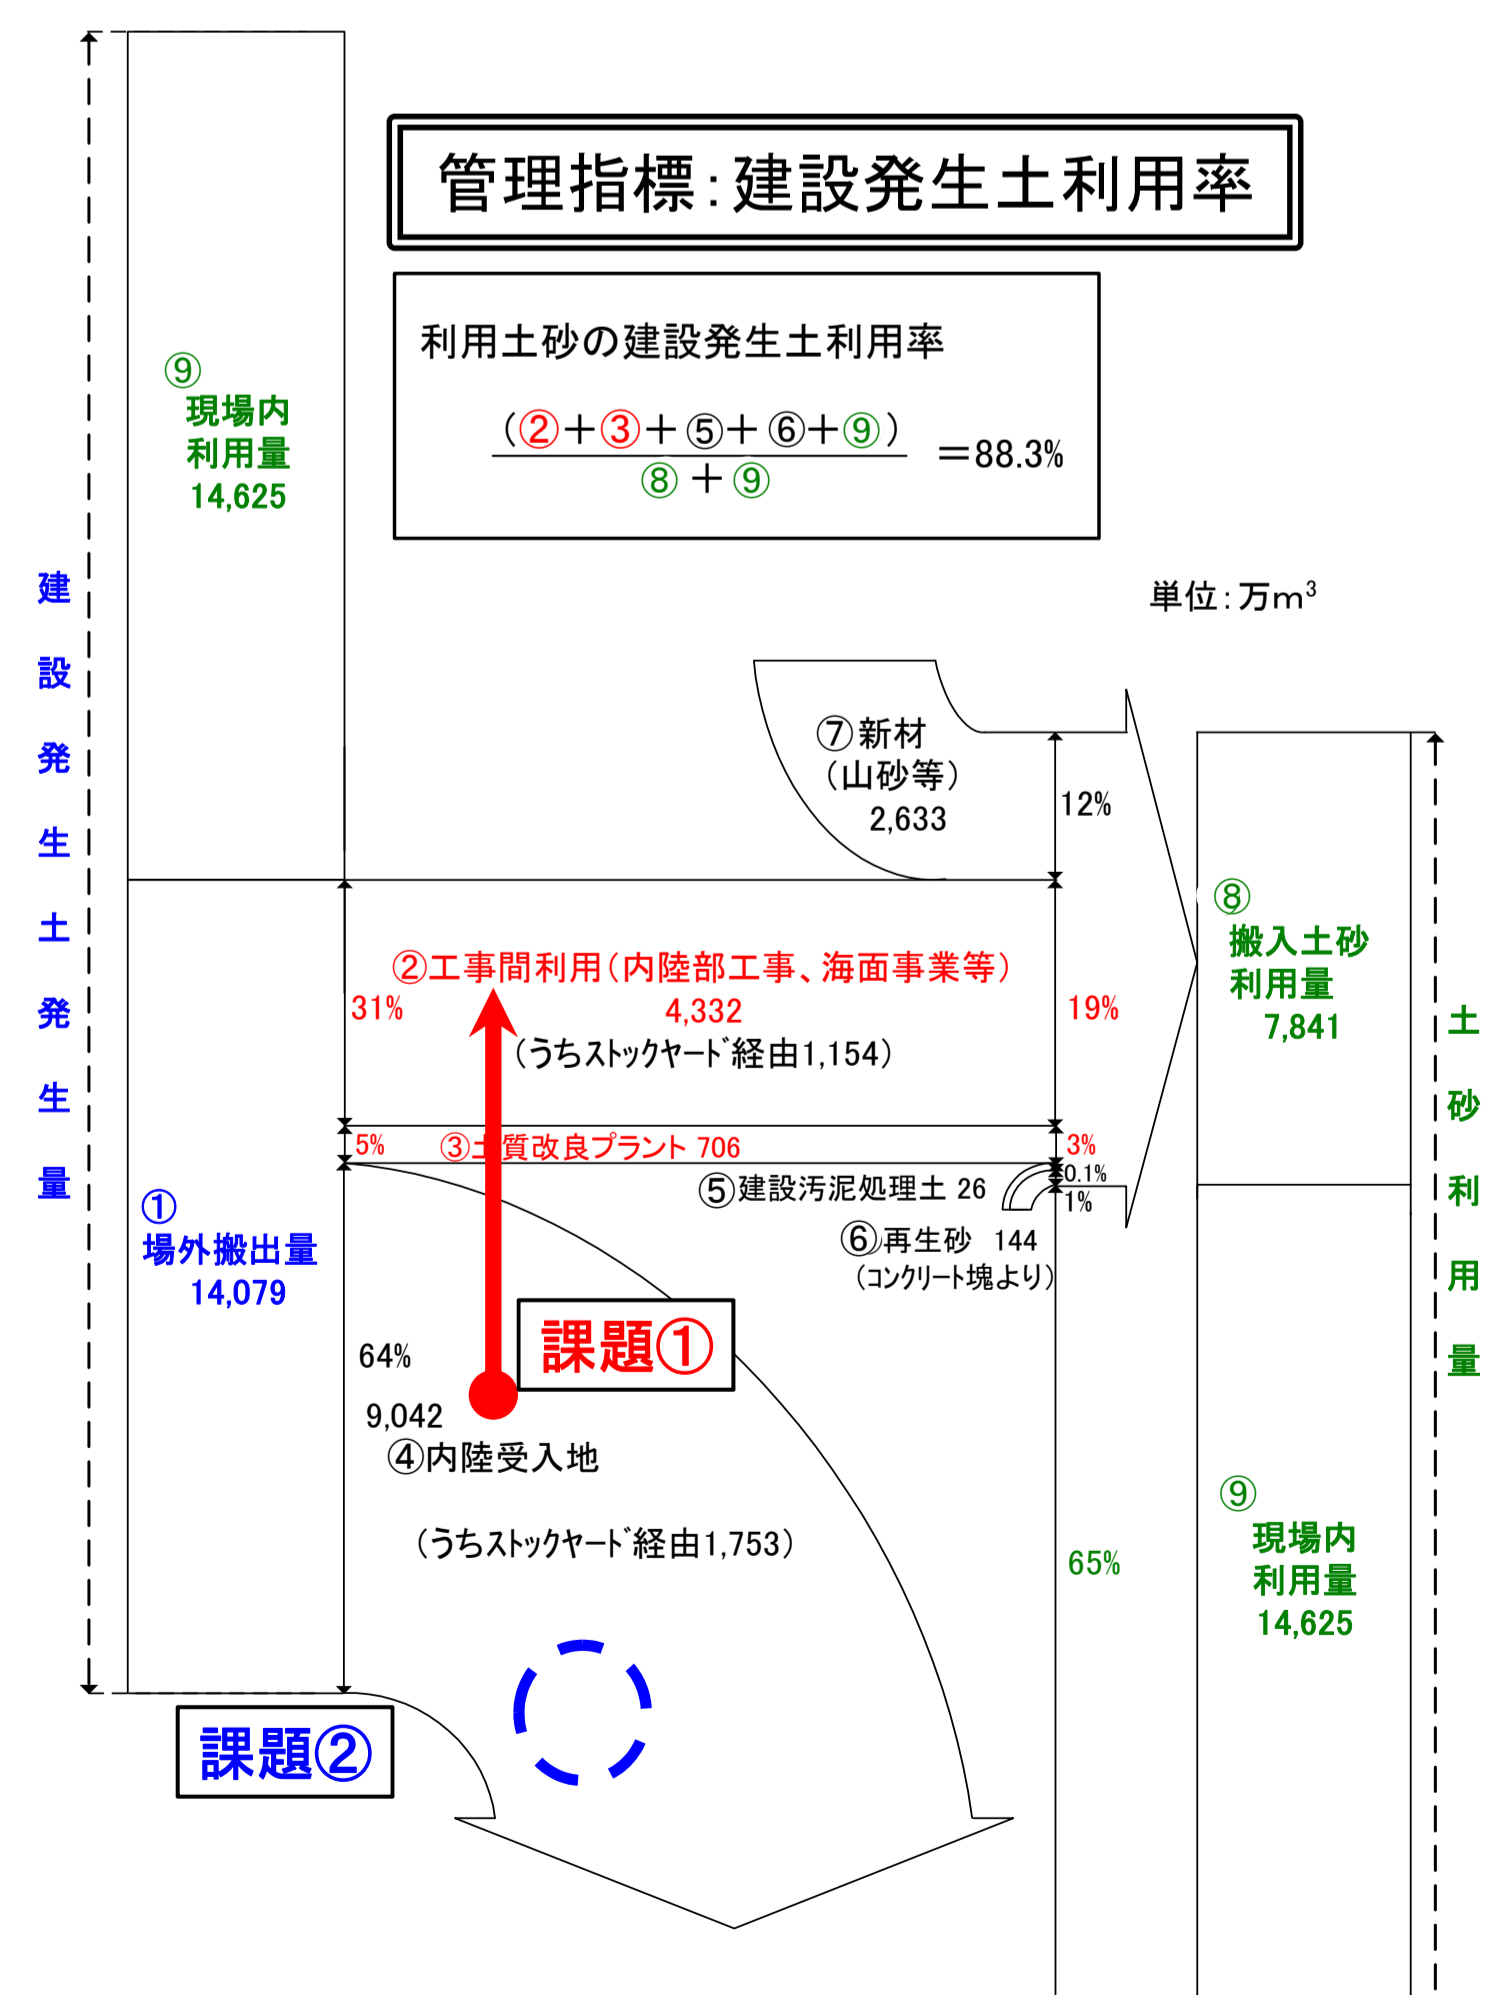 管理指標：建設発生土利用率
利用土砂の建設発生土利用率
（②＋③＋⑤＋⑥＋⑨）
⑧＋⑨
＝88.3%
単位：万m³
建設発生土発生量
⑨
現場内
利用量
14,625
⑦新材
（山砂等）
2,633
12%
⑧
搬入土砂
利用量
7,841
②工事間利用（内陸部工事、海面事業等）
31%
4,332
19%
（うちｽﾄｯｸﾔｰﾄﾞ経由1,154）
土砂利用量
5%
③土質改良プラント 706
3%
0.1%
⑤建設汚泥処理土 26
1%
⑥再生砂 144
（ｺﾝｸﾘｰﾄ塊より）
①
場外搬出量
14,079
課題①
64%
9,042
④内陸受入地
（うちｽﾄｯｸﾔｰﾄﾞ経由1,753）
65%
⑨
現場内
利用量
14,625
課題②